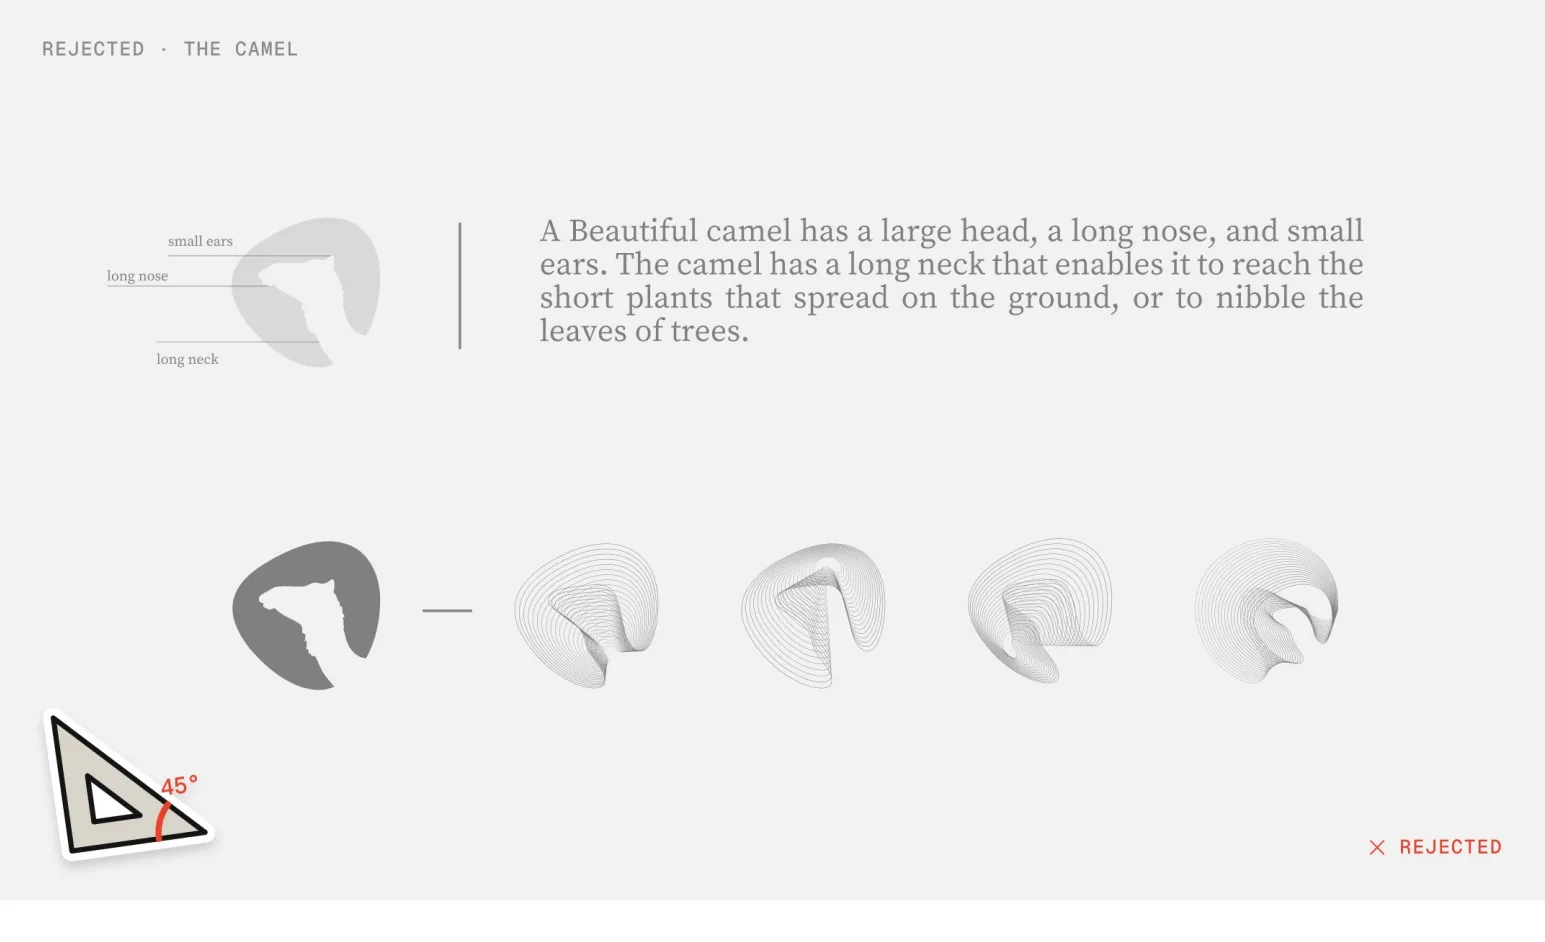 REJECTED · THE CAMEL
small ears
long nose
long neck
A Beautiful camel has a large head, a long nose, and small
ears. The camel has a long neck that enables it to reach the
short plants that spread on the ground, or to nibble the
leaves of trees.
45°
× REJECTED